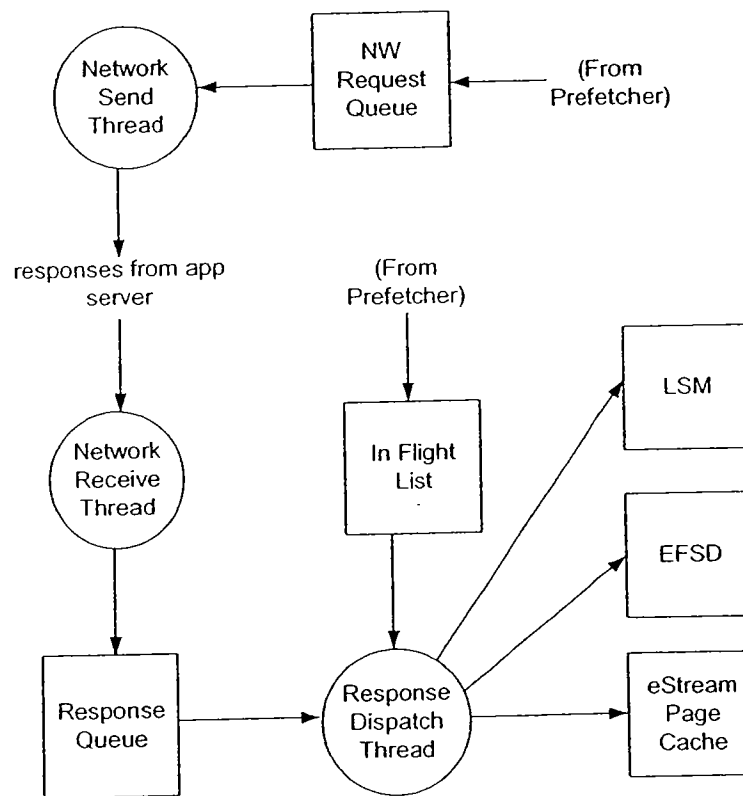 Network
Send
Thread
NW
Request
Queue
(From
Prefetcher)
responses from app
server
(From
Prefetcher)
LSM
Network
Receive
Thread
In Flight
List
EFSD
Response
Queue
Response
Dispatch
Thread
eStream
Page
Cache